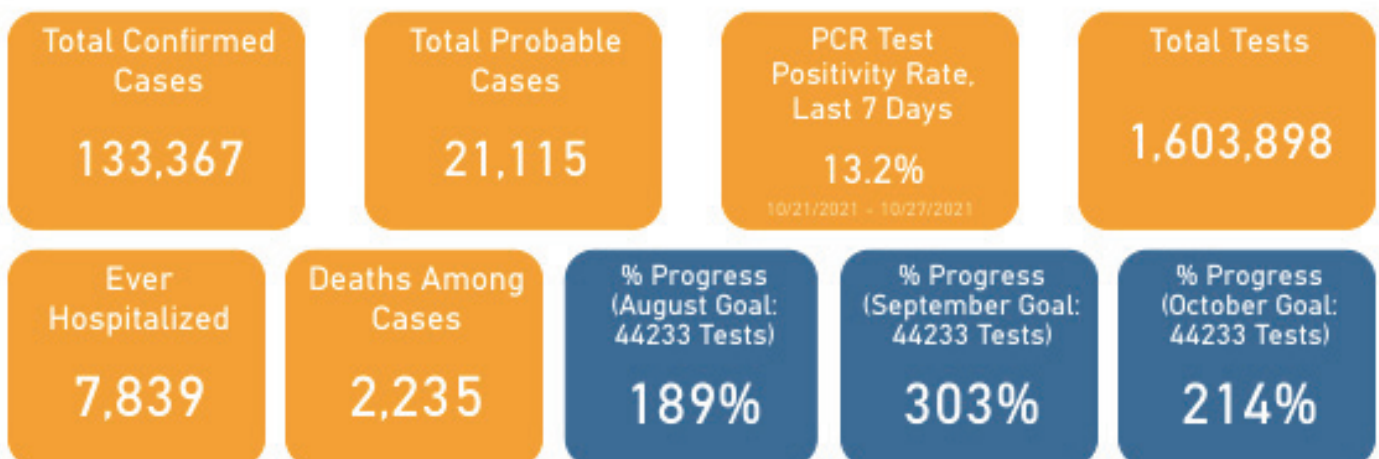 Total Confirmed
Cases
133,367
Total Probable
Cases
21,115
PCR Test
Positivity Rate,
Last 7 Days
13.2%
10/21/2021 - 10/27/2021
Total Tests
1,603,898
Ever
Hospitalized
7,839
Deaths Among
Cases
2,235
% Progress
(August Goal:
44233 Tests)
189%
% Progress
(September Goal:
44233 Tests)
303%
% Progress
(October Goal:
44233 Tests)
214%